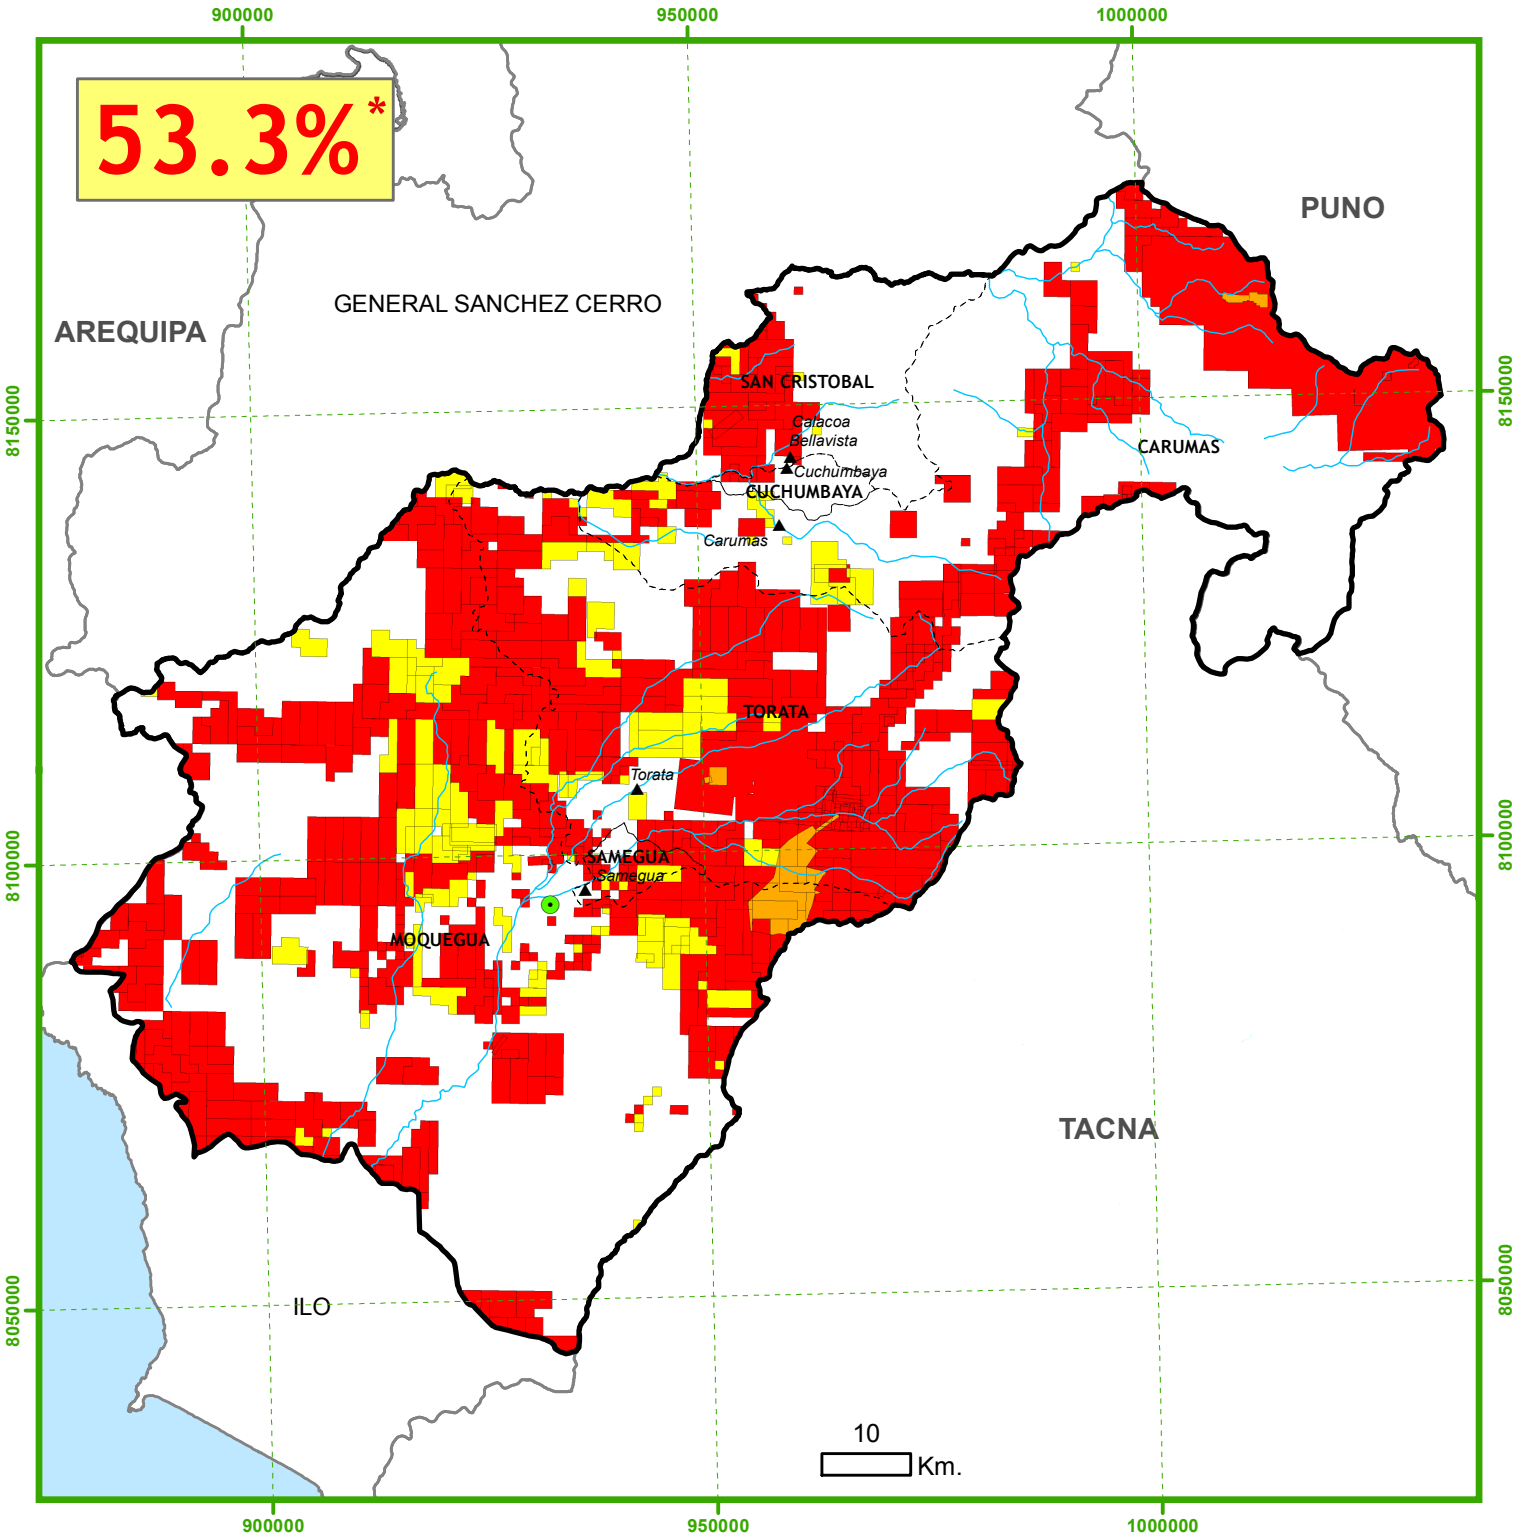 900000
950000
1000000
53.3%*
PUNO
GENERAL SANCHEZ CERRO
AREQUIPA
SAN CRISTOBAL
8150000
8150000
Calacoa
Bellavista
CARUMAS
Cuchumbaya
CUCHUMBAYA
Carumas
TORATA
Torata
8100000
8100000
SAMEGUA
Samegua
MOQUEGUA
TACNA
8050000
8050000
ILO
10
Km.
900000
950000
1000000